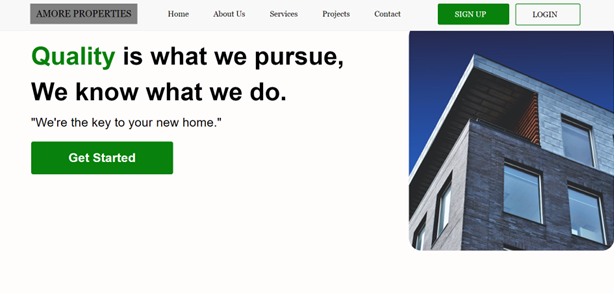 AMORE PROPERTIES
Home
About Us
Services
Projects
Contact
SIGN UP
LOGIN
Quality is what we pursue,
We know what we do.
"We're the key to your new home."
Get Started